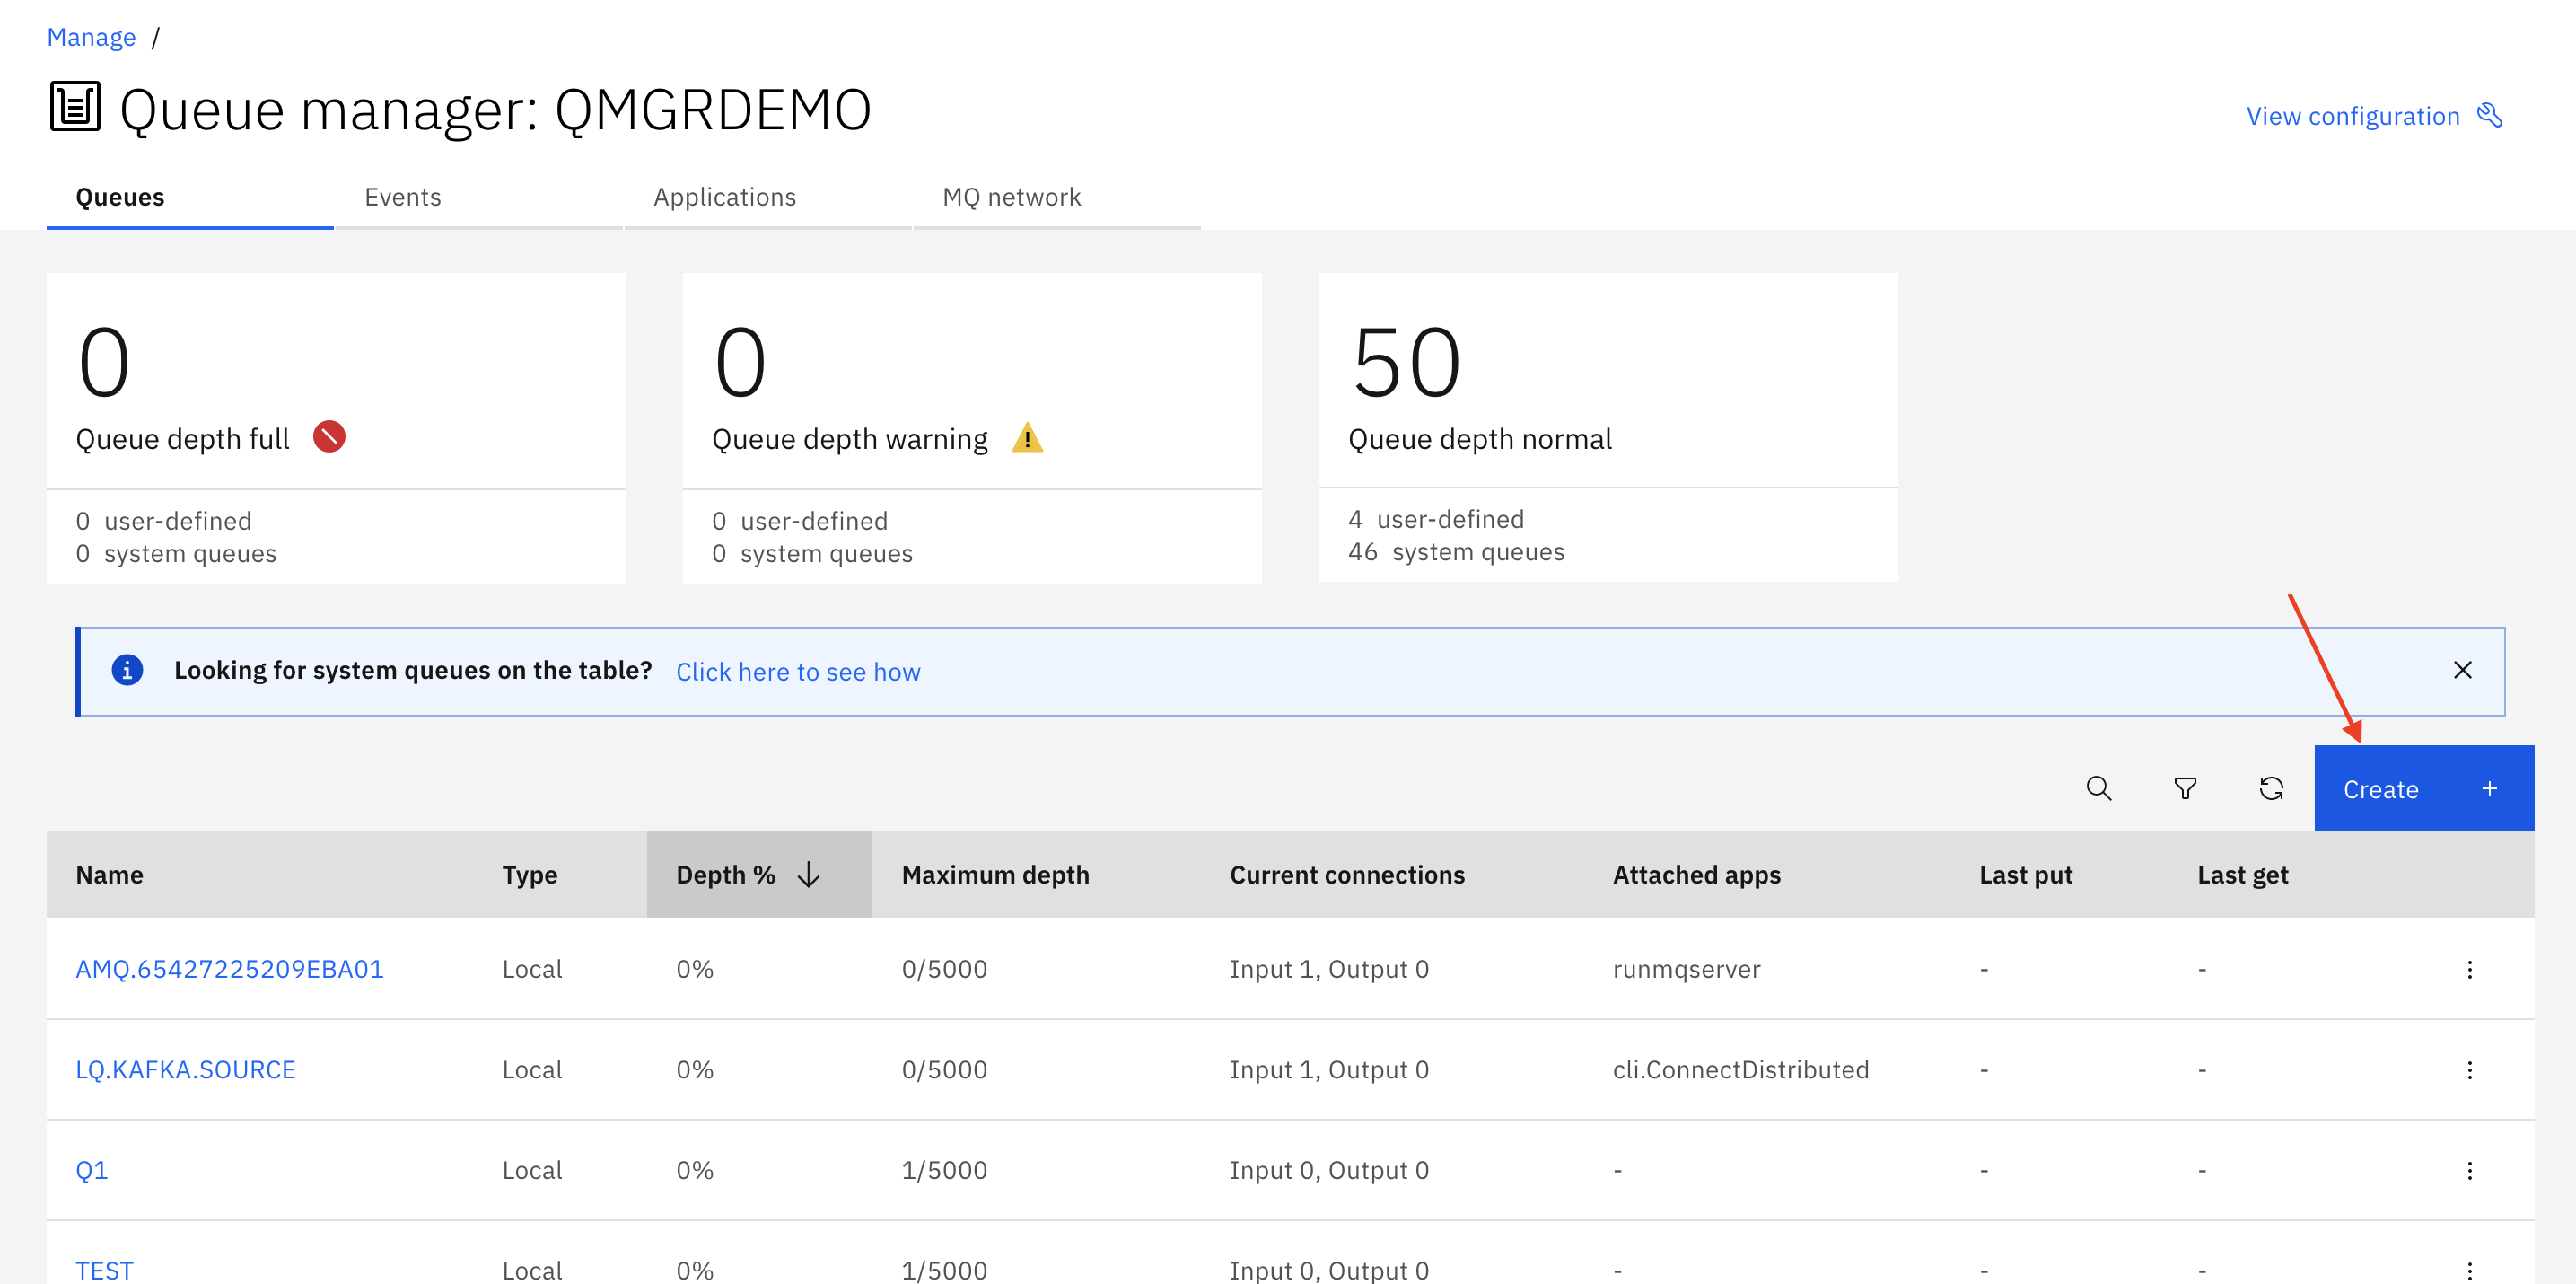 Manage /
Queue manager: QMGRDEMO
View configuration
Queues Events Applications MQ network
0
Queue depth full
0 user-defined
0 system queues
0
Queue depth warning
0 user-defined
0 system queues
50
Queue depth normal
4 user-defined
46 system queues
Looking for system queues on the table? Click here to see how
Create +
Name Type Depth % Maximum depth Current connections Attached apps Last put Last get
AMQ.65427225209EBA01 Local 0% 0/5000 Input 1, Output 0 runmqserver - -
LQ.KAFKA.SOURCE Local 0% 0/5000 Input 1, Output 0 cli.ConnectDistributed - -
Q1 Local 0% 1/5000 Input 0, Output 0 - - -
TEST Local 0% 1/5000 Input 0, Output 0 - - -